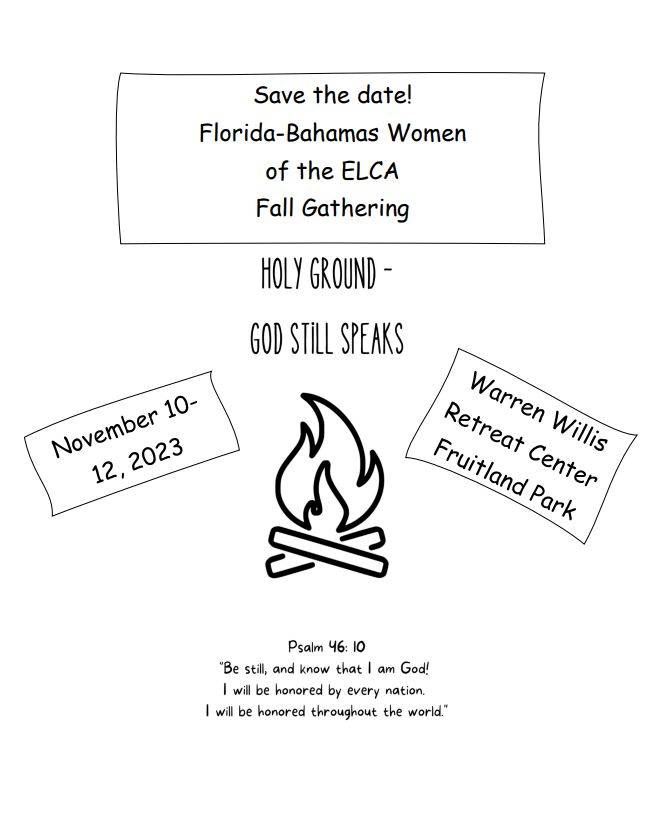 Save the date!
Florida-Bahamas Women
of the ELCA
Fall Gathering
HOLY GROUND -
GOD STiLL SPEAKS
November 10-
12, 2023
Warren Willis
Retreat Center
Fruitland Park
Psalm 46: 10
"Be still, and know that I am God!
I will be honored by every nation.
I will be honored throughout the world."